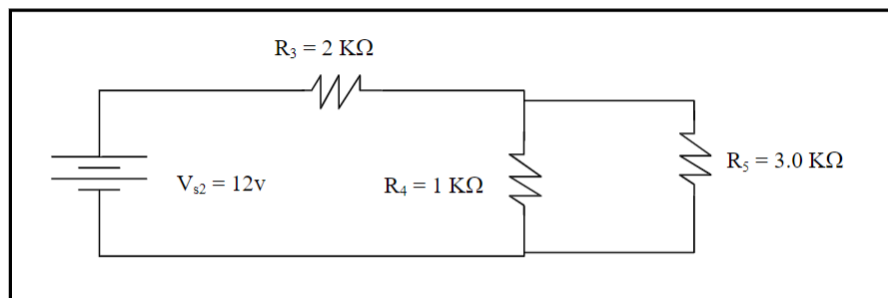 R₃ = 2 KΩ
V_s2 = 12v
R₄ = 1 KΩ
R₅ = 3.0 KΩ